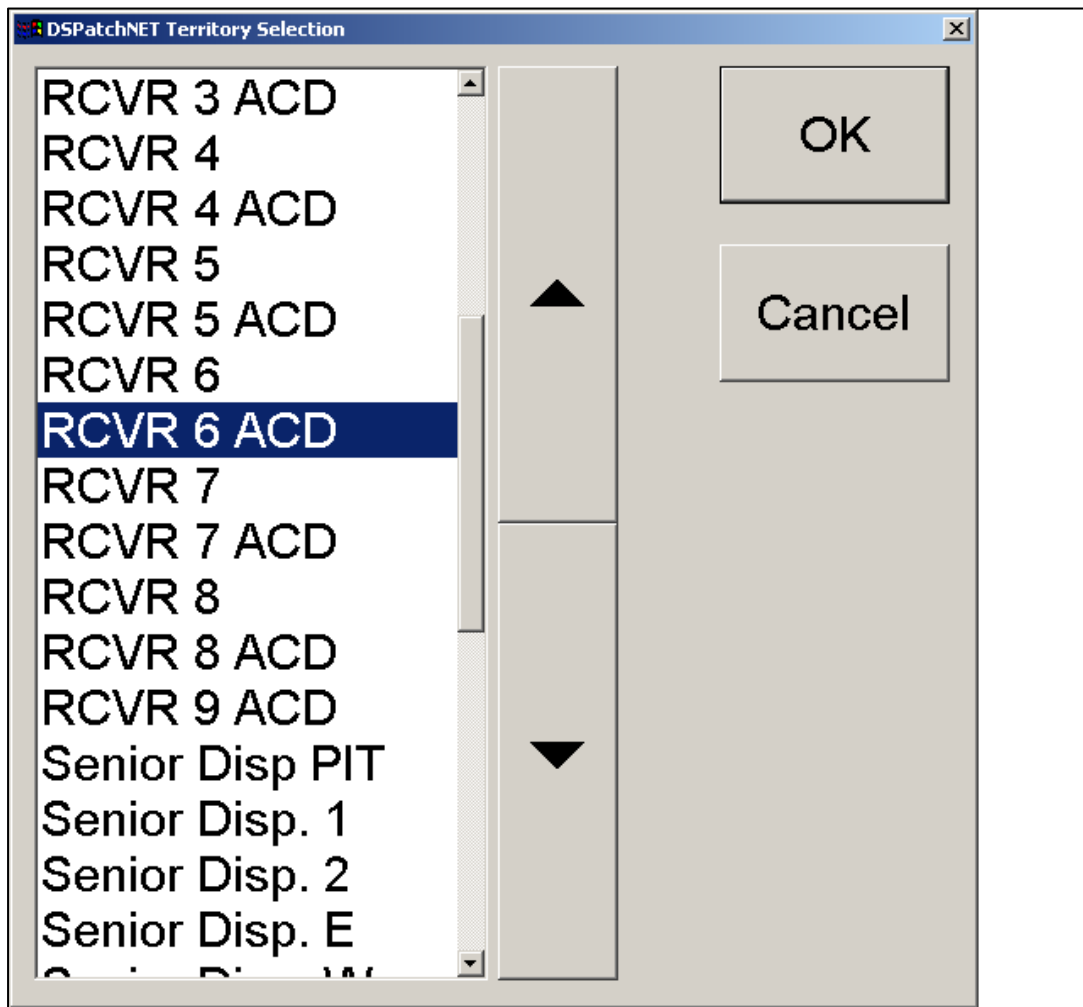 DSPatchNET Territory Selection
RCVR 3 ACD
RCVR 4
RCVR 4 ACD
RCVR 5
RCVR 5 ACD
RCVR 6
RCVR 6 ACD
RCVR 7
RCVR 7 ACD
RCVR 8
RCVR 8 ACD
RCVR 9 ACD
Senior Disp PIT
Senior Disp. 1
Senior Disp. 2
Senior Disp. E
OK
Cancel